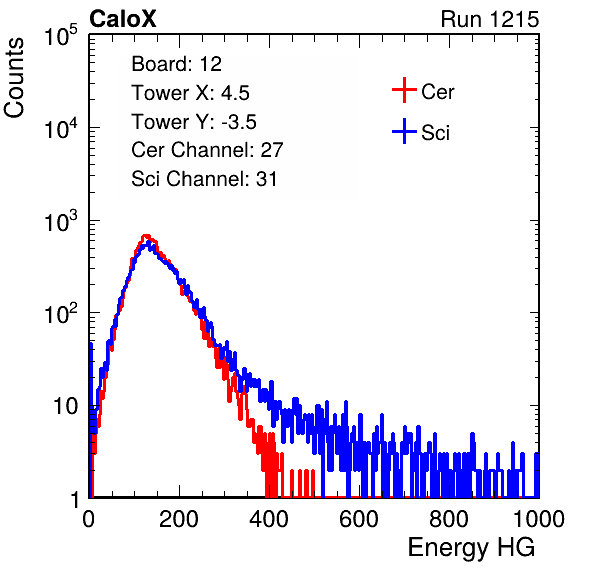 CaloX Run 1215
Counts
10^5
10^4
10^3
10^2
10
1
Board: 12
Tower X: 4.5
Tower Y: -3.5
Cer Channel: 27
Sci Channel: 31
Cer
Sci
0 200 400 600 800 1000
Energy HG